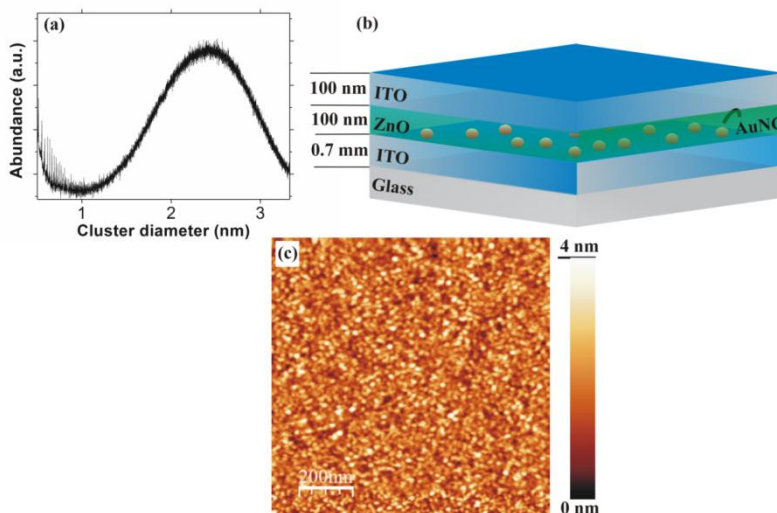 (a)
Abundance (a.u.)
1 2 3
Cluster diameter (nm)
(b)
100 nm ITO
100 nm ZnO
AuNC
0.7 mm ITO
Glass
(c)
200nm
4 nm
0 nm